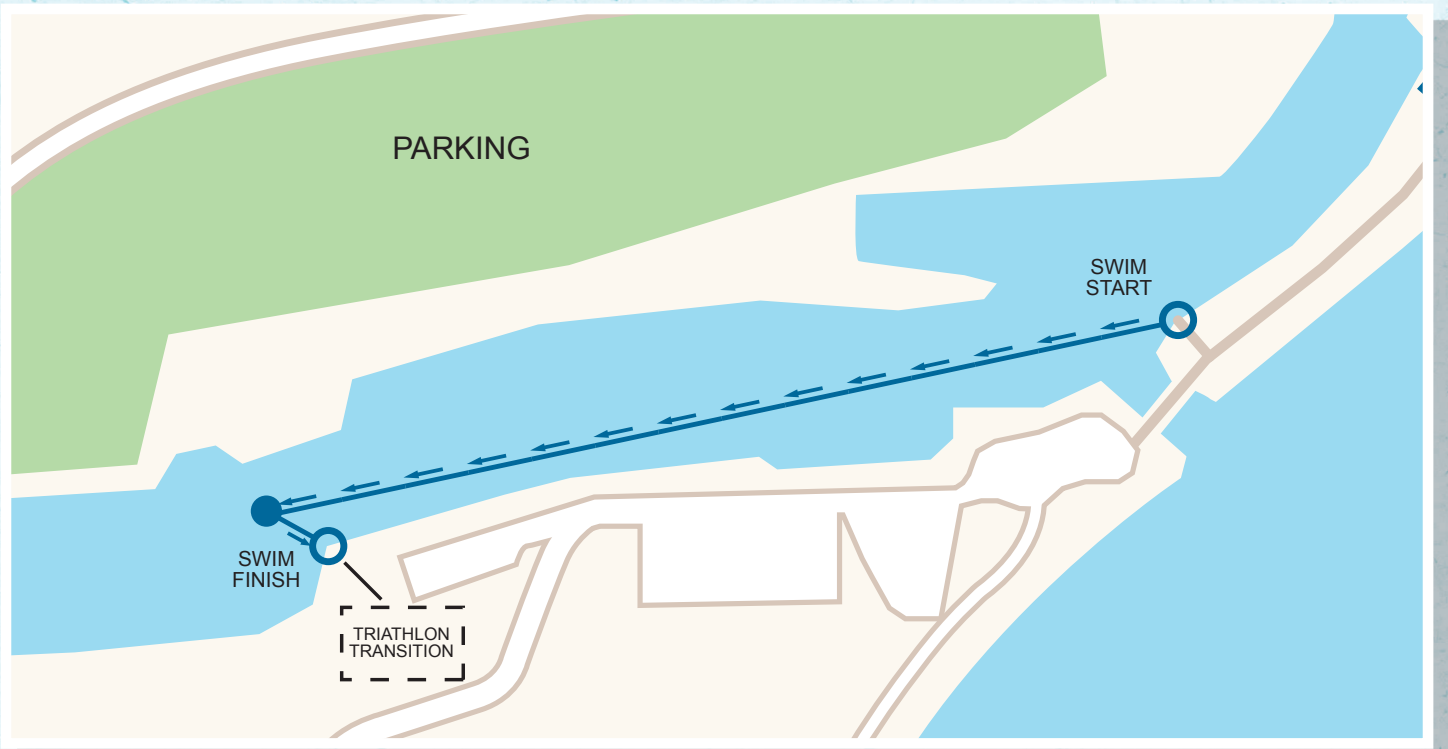 PARKING
SWIM
START
SWIM
FINISH
TRIATHLON
TRANSITION